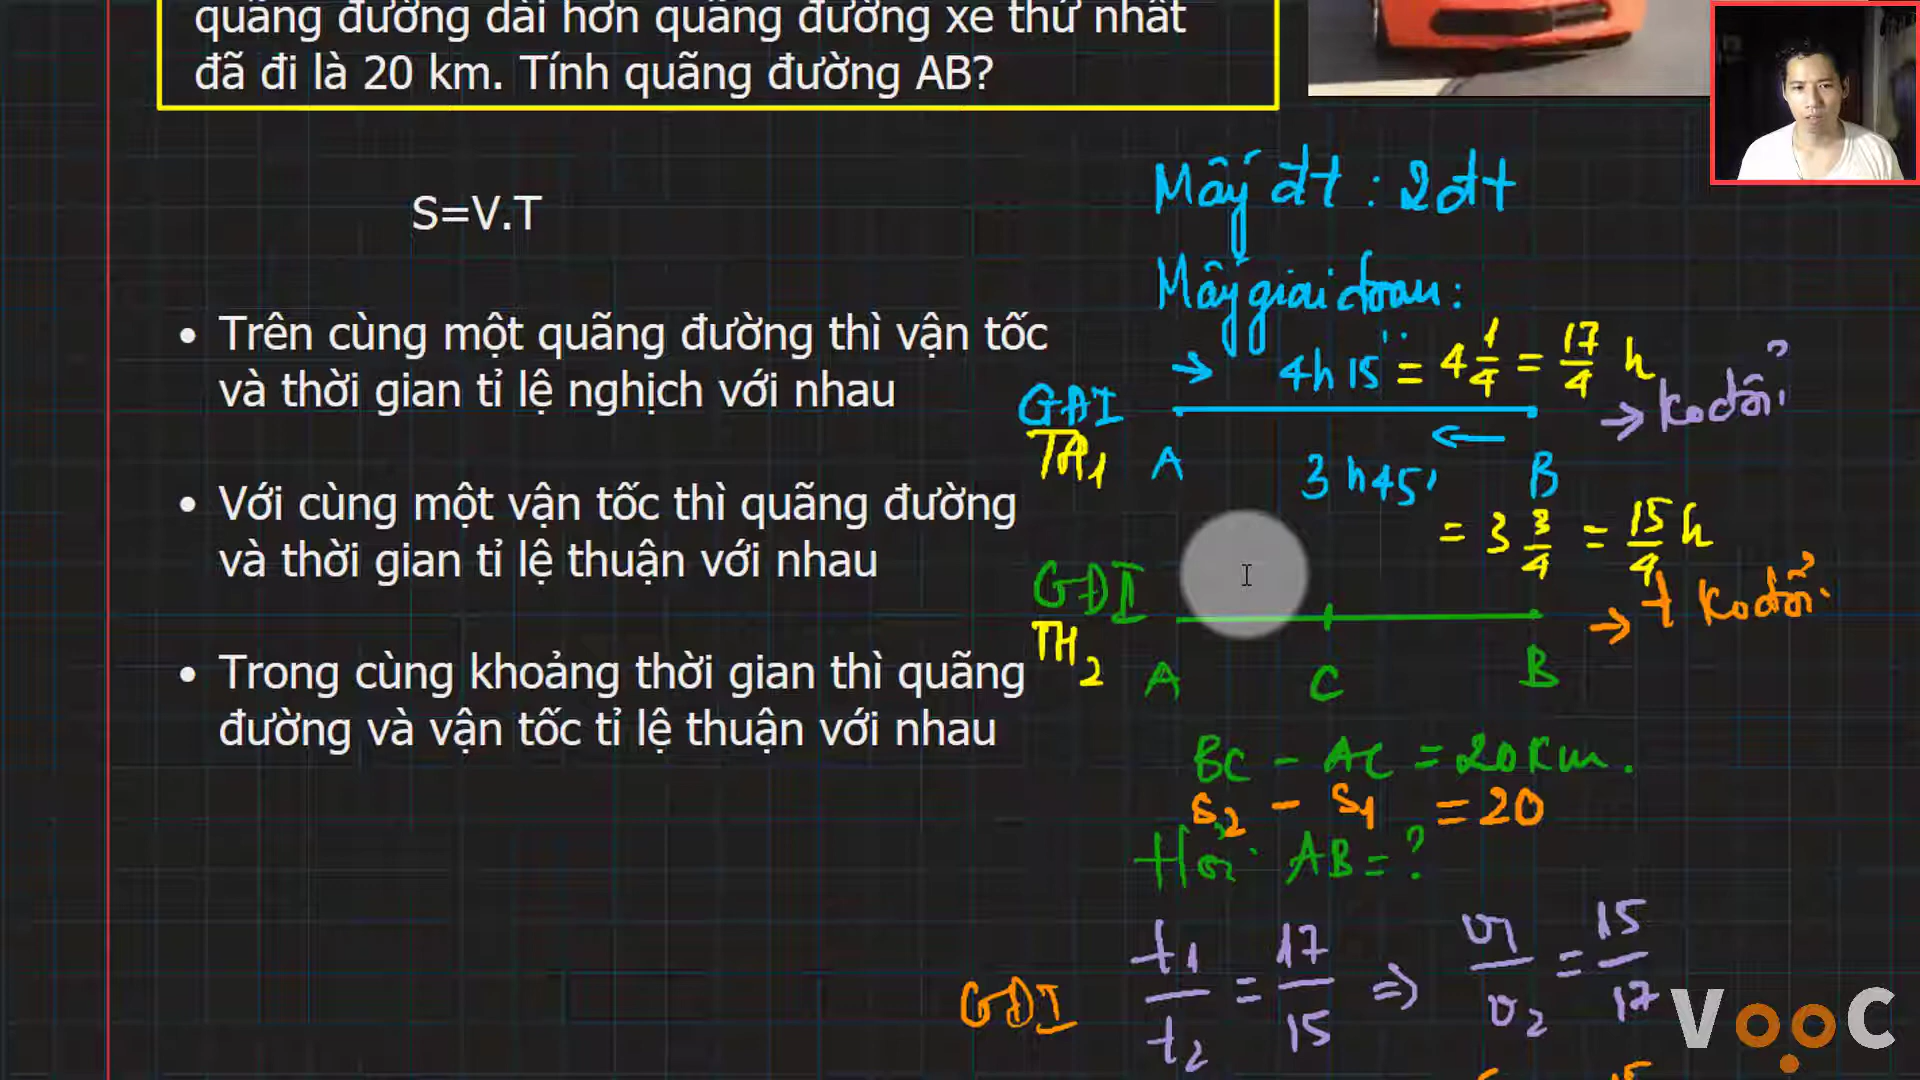 quãng đường dài hơn quãng đường xe thứ nhất
đã đi là 20 km. Tính quãng đường AB?
S=V.T
• Trên cùng một quãng đường thì vận tốc
và thời gian tỉ lệ nghịch với nhau
• Với cùng một vận tốc thì quãng đường
và thời gian tỉ lệ thuận với nhau
• Trong cùng khoảng thời gian thì quãng
đường và vận tốc tỉ lệ thuận với nhau
Mấy đt : 2đt
Mấy giai đoạn:
→ 4h 15' = 4 1/4 = 17/4 h
GĐI
→ Ko đổi
TH1
A
B
← 3h45'
= 3 3/4 = 15/4 h
GĐII
→ t Ko đổi
TH2
A C B
BC - AC = 20 Km.
S2 - S1 = 20
Hỏi AB = ?
GĐI t1/t2 = 17/15 => v1/v2 = 15/17
VooC